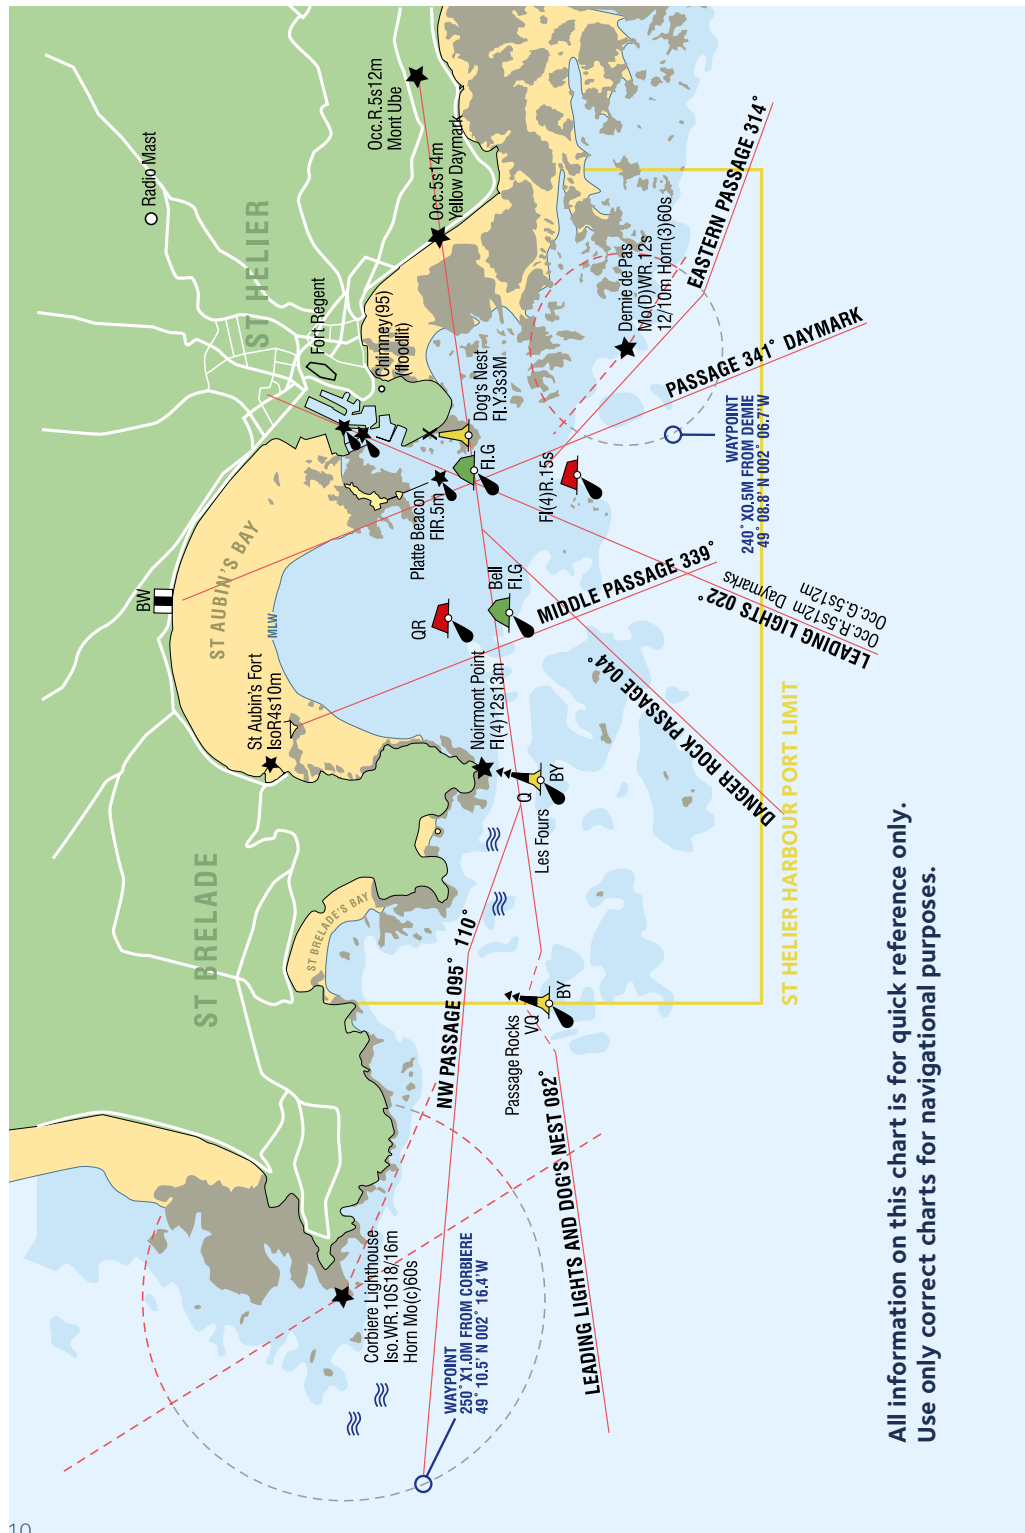 Radio Mast
ST HELIER
Fort Regent
Occ.R.5s12m
Mont Ube
Occ.5s14m
Yellow Daymark
Chimney(95)
(floodlit)
Dog's Nest
Fl.Y.3s3M
X
Fl.G
Platte Beacon
FlR.5m
Fl(4)R.15s
Demie de Pas
Mo(D)WR.12s
12/10m Horn(3)60s
EASTERN PASSAGE 314°
PASSAGE 341° DAYMARK
WAYPOINT
240° X0.5M FROM DEMIE
49° 08.8' N 002° 06.7' W
BW
ST AUBIN'S BAY
MLW
QR
Bell
Fl.G
MIDDLE PASSAGE 339°
LEADING LIGHTS 022°
Occ.R.5s12m Daymarks
Occ.G.5s12m
St Aubin's Fort
IsoR4s10m
Noirmont Point
Fl(4)12s13m
DANGER ROCK PASSAGE 044°
ST HELIER HARBOUR PORT LIMIT
ST BRELADE
ST BRELADE'S BAY
Q
BY
Les Fours
NW PASSAGE 095° 110°
Passage Rocks
VQ
BY
LEADING LIGHTS AND DOG'S NEST 082°
Corbiere Lighthouse
Iso.WR.10S18/16m
Horn Mo(c)60s
WAYPOINT
250° X1.0M FROM CORBIERE
49° 10.5' N 002° 16.4'W
All information on this chart is for quick reference only.
Use only correct charts for navigational purposes.
10